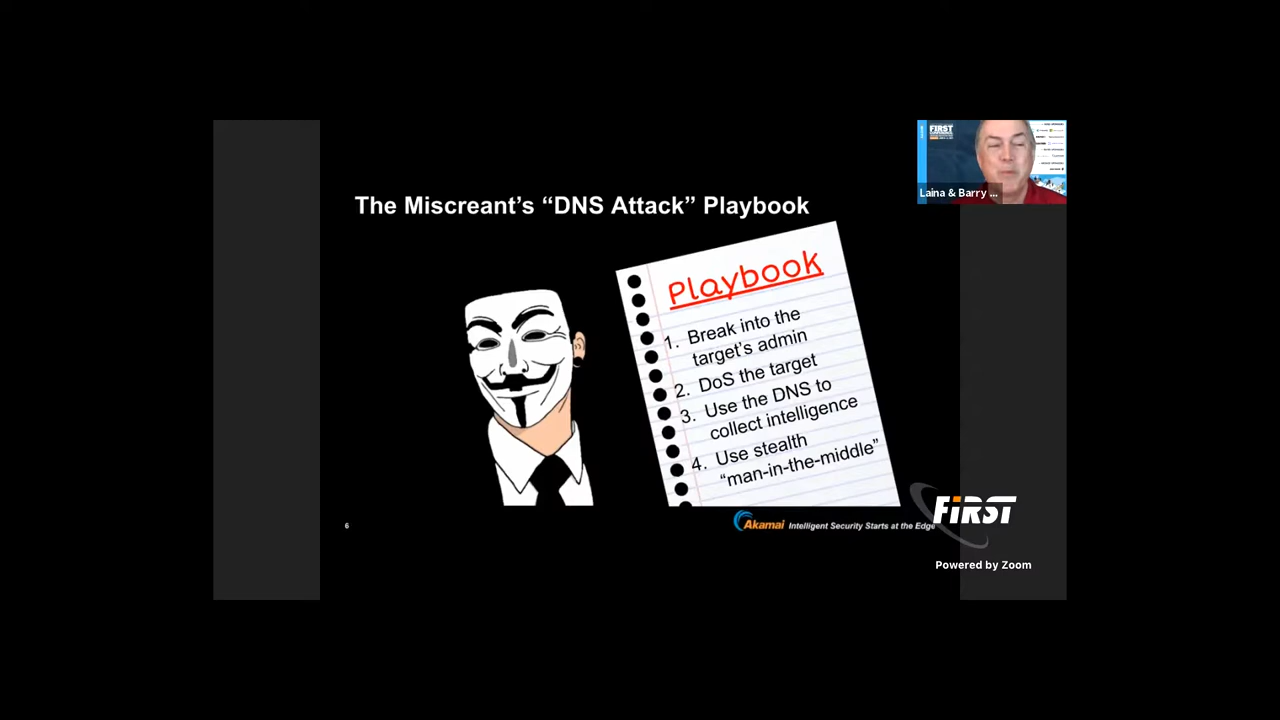 FIRST
CONFERENCE
Laina & Barry ...
The Miscreant's “DNS Attack” Playbook
Playbook
1. Break into the
target's admin
2. DoS the target
3. Use the DNS to
collect intelligence
4. Use stealth
“man-in-the-middle”
6
Akamai Intelligent Security Starts at the Edge
FiRST
Powered by Zoom